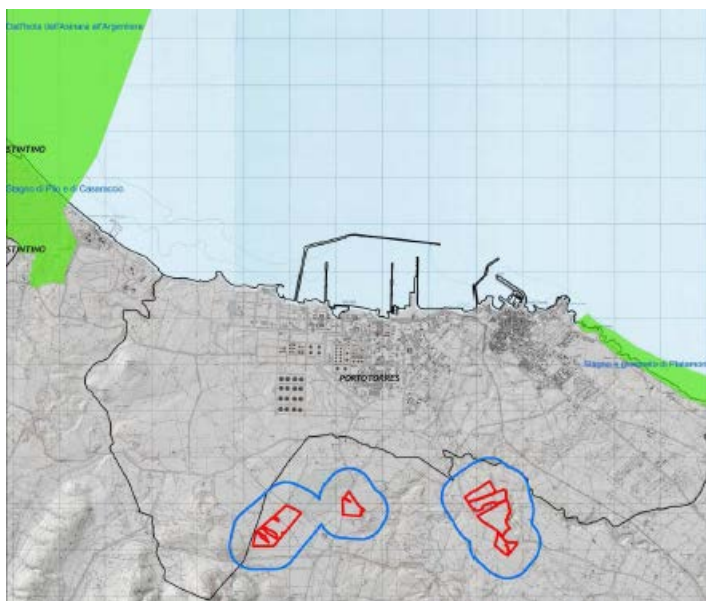 Dall'Isola dell'Asinara all'Argentiera
STINTINO
Stagno di Pilo e di Casaraccio
STINTINO
Stagno e ginepreto di Platamona
PORTO TORRES